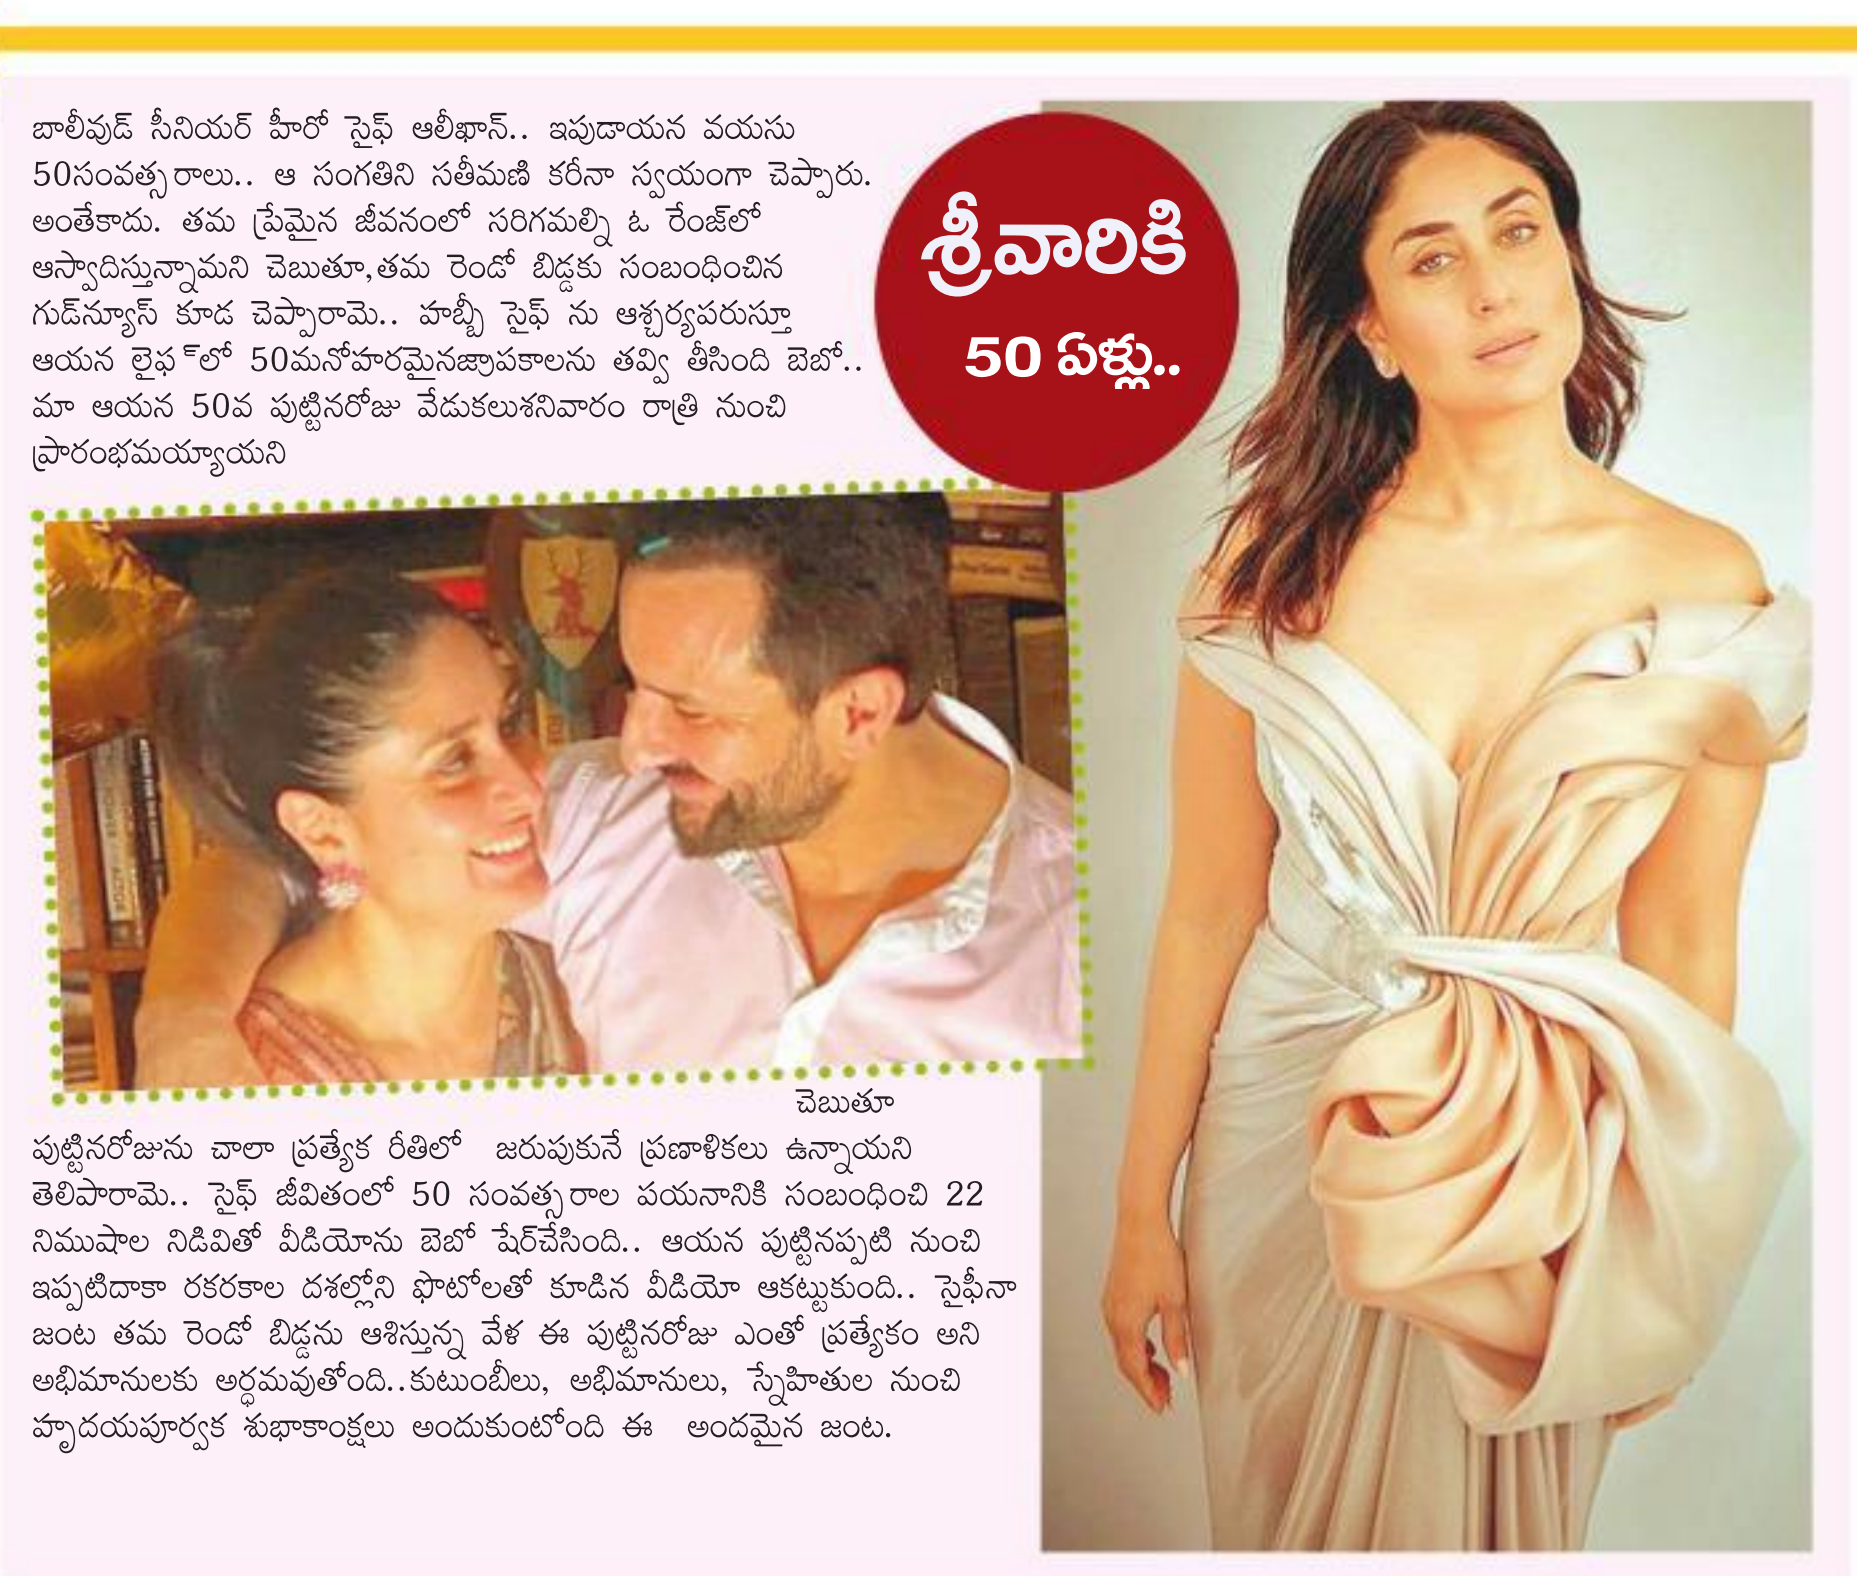 బాలీవుడ్ సీనియర్ హీరో సైఫ్ ఆలీఖాన్.. ఇపుడాయన వయసు
50సంవత్సరాలు.. ఆ సంగతిని సతీమణి కరీనా స్వయంగా చెప్పారు.
అంతేకాదు. తమ ప్రేమైన జీవనంలో సరిగమల్ని ఓ రేంజ్‌లో
ఆస్వాదిస్తున్నామని చెబుతూ,తమ రెండో బిడ్డకు సంబంధించిన
గుడ్‌న్యూస్ కూడ చెప్పారామె.. హబ్బీ సైఫ్ ను ఆశ్చర్యపరుస్తూ
ఆయన లైఫ్‌లో 50మనోహరమైనజ్ఞాపకాలను తవ్వి తీసింది బెబో..
మా ఆయన 50వ పుట్టినరోజు వేడుకలుశనివారం రాత్రి నుంచి
ప్రారంభమయ్యాయని
శ్రీవారికి
50 ఏళ్లు..
చెబుతూ
పుట్టినరోజును చాలా ప్రత్యేక రీతిలో జరుపుకునే ప్రణాళికలు ఉన్నాయని
తెలిపారామె.. సైఫ్ జీవితంలో 50 సంవత్సరాల పయనానికి సంబంధించి 22
నిముషాల నిడివితో వీడియోను బెబో షేర్‌చేసింది.. ఆయన పుట్టినప్పటి నుంచి
ఇప్పటిదాకా రకరకాల దశల్లోని ఫొటోలతో కూడిన వీడియో ఆకట్టుకుంది.. సైఫీనా
జంట తమ రెండో బిడ్డను ఆశిస్తున్న వేళ ఈ పుట్టినరోజు ఎంతో ప్రత్యేకం అని
అభిమానులకు అర్ధమవుతోంది..కుటుంబీలు, అభిమానులు, స్నేహితుల నుంచి
హృదయపూర్వక శుభాకాంక్షలు అందుకుంటోంది ఈ అందమైన జంట.